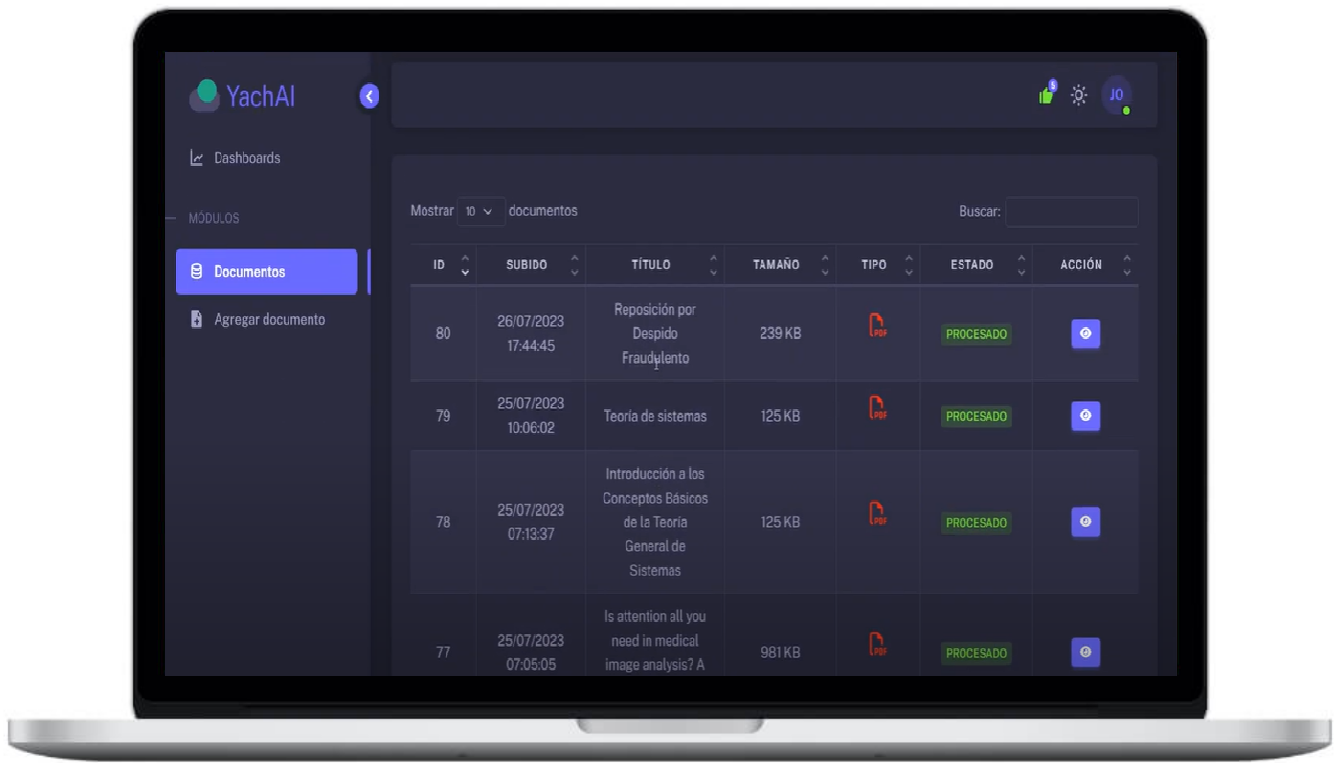 YachAI
5
JO
Dashboards
MÓDULOS
Documentos
Agregar documento
Mostrar 10 documentos
Buscar:
ID SUBIDO TÍTULO TAMAÑO TIPO ESTADO ACCIÓN
80
26/07/2023
17:44:45
Reposición por
Despido
Fraudulento
239 KB
PDF
PROCESADO
79
25/07/2023
10:06:02
Teoría de sistemas
125 KB
PDF
PROCESADO
78
25/07/2023
07:13:37
Introducción a los
Conceptos Básicos
de la Teoría
General de
Sistemas
125 KB
PDF
PROCESADO
77
25/07/2023
07:05:05
Is attention all you
need in medical
image analysis? A
981 KB
PDF
PROCESADO